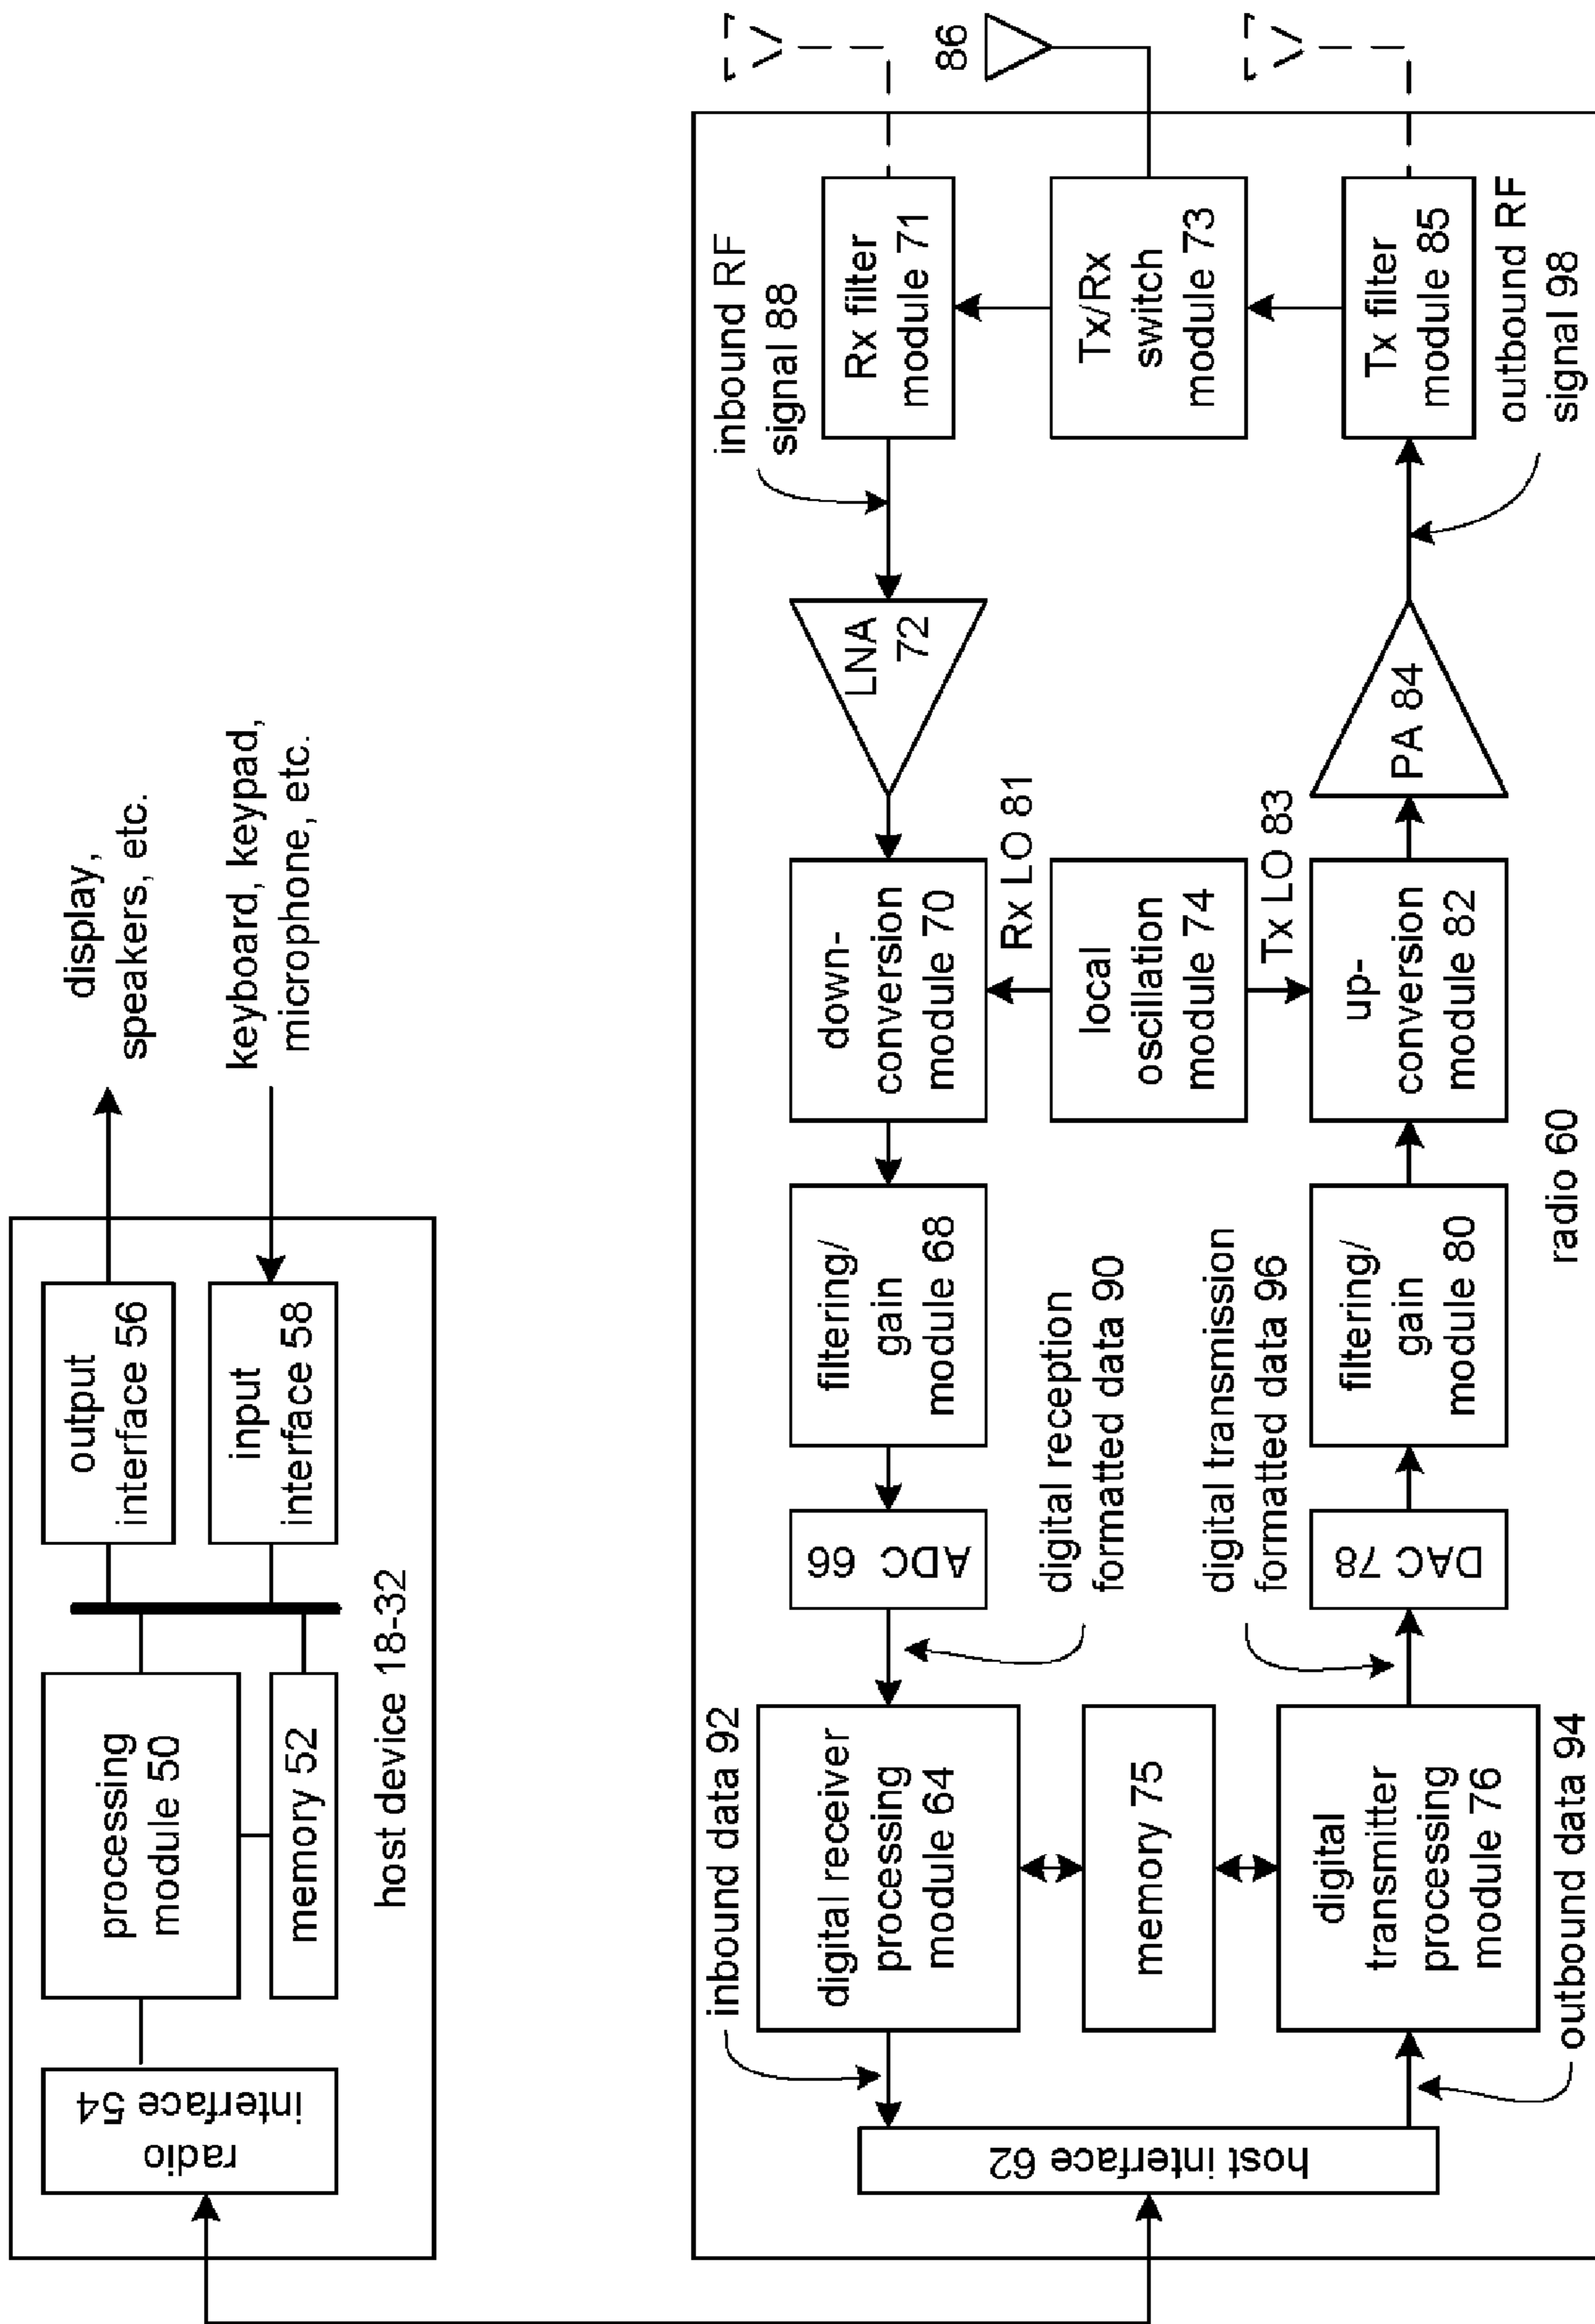 radio
interface 54
processing
module 50
memory 52
output
interface 56
input
interface 58
display,
speakers, etc.
keyboard, keypad,
microphone, etc.
host device 18-32
inbound data 92
digital receiver
processing
module 64
ADC 66
filtering/
gain
module 68
down-
conversion
module 70
LNA
72
inbound RF
signal 88
Rx filter
module 71
86
host interface 62
memory 75
digital reception
formatted data 90
digital transmission
formatted data 96
Rx LO 81
local
oscillation
module 74
Tx LO 83
Tx/Rx
switch
module 73
digital
transmitter
processing
module 76
DAC 78
filtering/
gain
module 80
up-
conversion
module 82
PA 84
Tx filter
module 85
outbound RF
signal 98
outbound data 94
radio 60